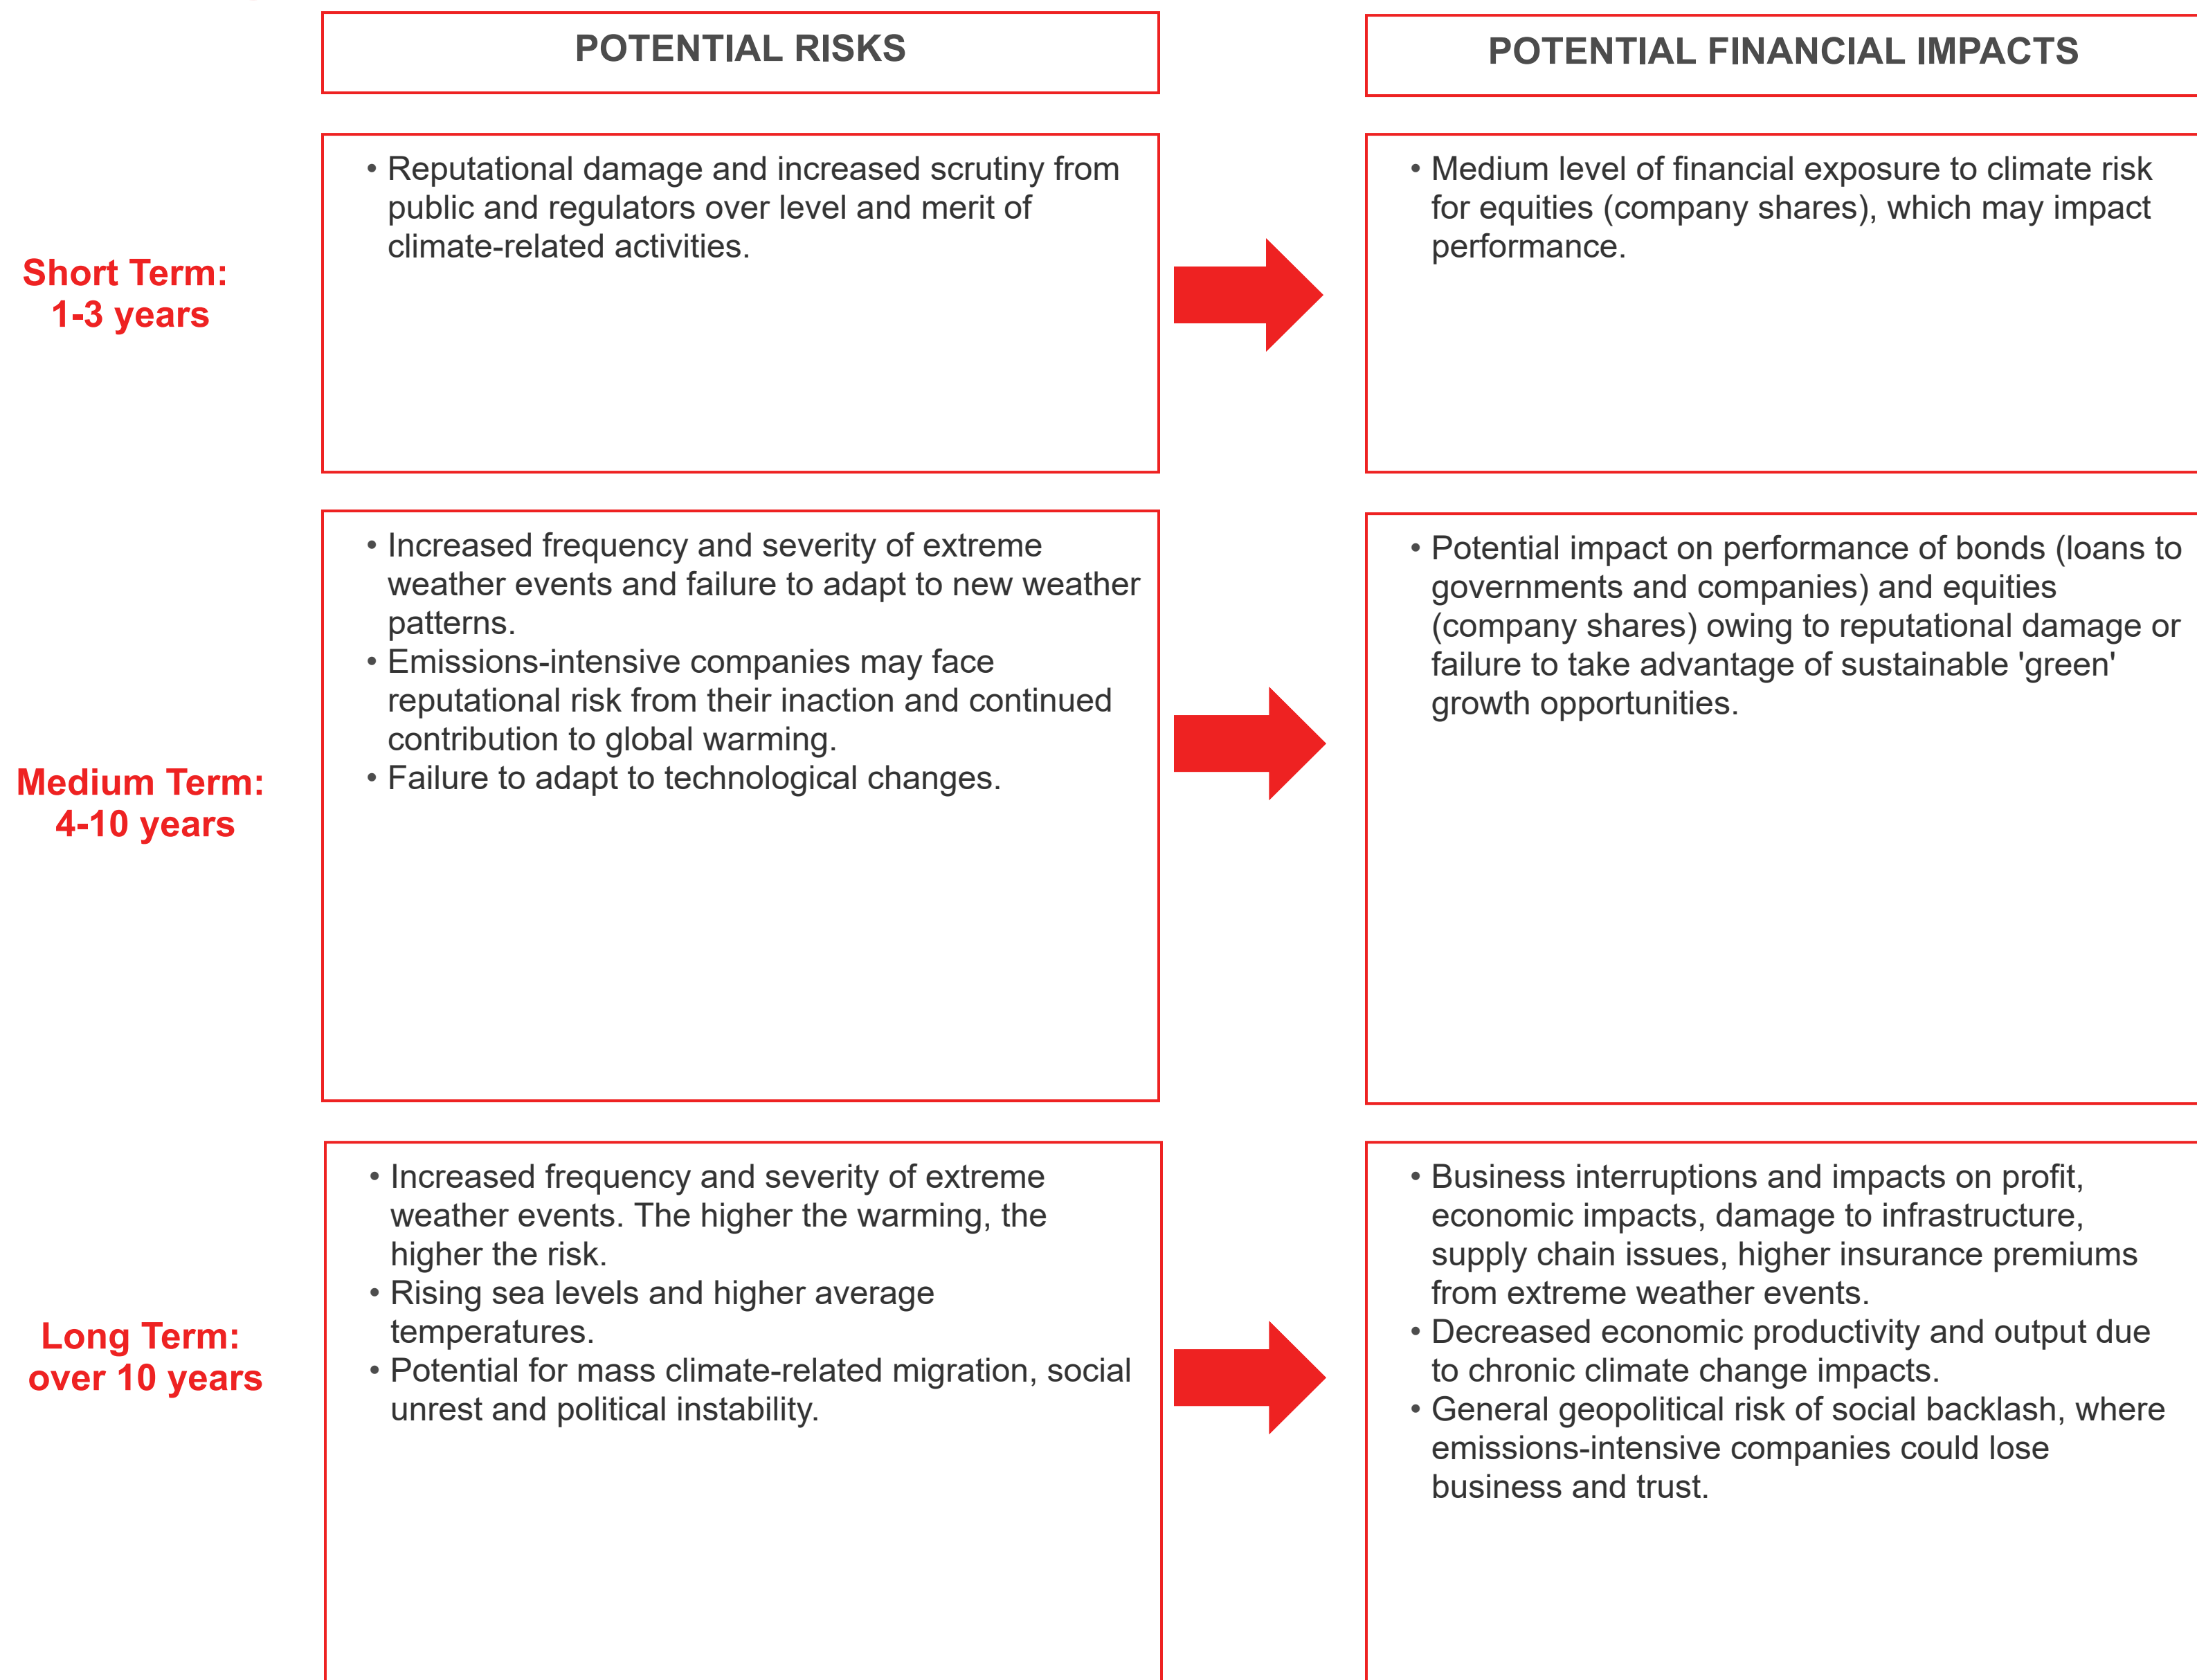 POTENTIAL RISKS
POTENTIAL FINANCIAL IMPACTS
Short Term:
1-3 years
• Reputational damage and increased scrutiny from
public and regulators over level and merit of
climate-related activities.
• Medium level of financial exposure to climate risk
for equities (company shares), which may impact
performance.
Medium Term:
4-10 years
• Increased frequency and severity of extreme
weather events and failure to adapt to new weather
patterns.
• Emissions-intensive companies may face
reputational risk from their inaction and continued
contribution to global warming.
• Failure to adapt to technological changes.
• Potential impact on performance of bonds (loans to
governments and companies) and equities
(company shares) owing to reputational damage or
failure to take advantage of sustainable 'green'
growth opportunities.
Long Term:
over 10 years
• Increased frequency and severity of extreme
weather events. The higher the warming, the
higher the risk.
• Rising sea levels and higher average
temperatures.
• Potential for mass climate-related migration, social
unrest and political instability.
• Business interruptions and impacts on profit,
economic impacts, damage to infrastructure,
supply chain issues, higher insurance premiums
from extreme weather events.
• Decreased economic productivity and output due
to chronic climate change impacts.
• General geopolitical risk of social backlash, where
emissions-intensive companies could lose
business and trust.